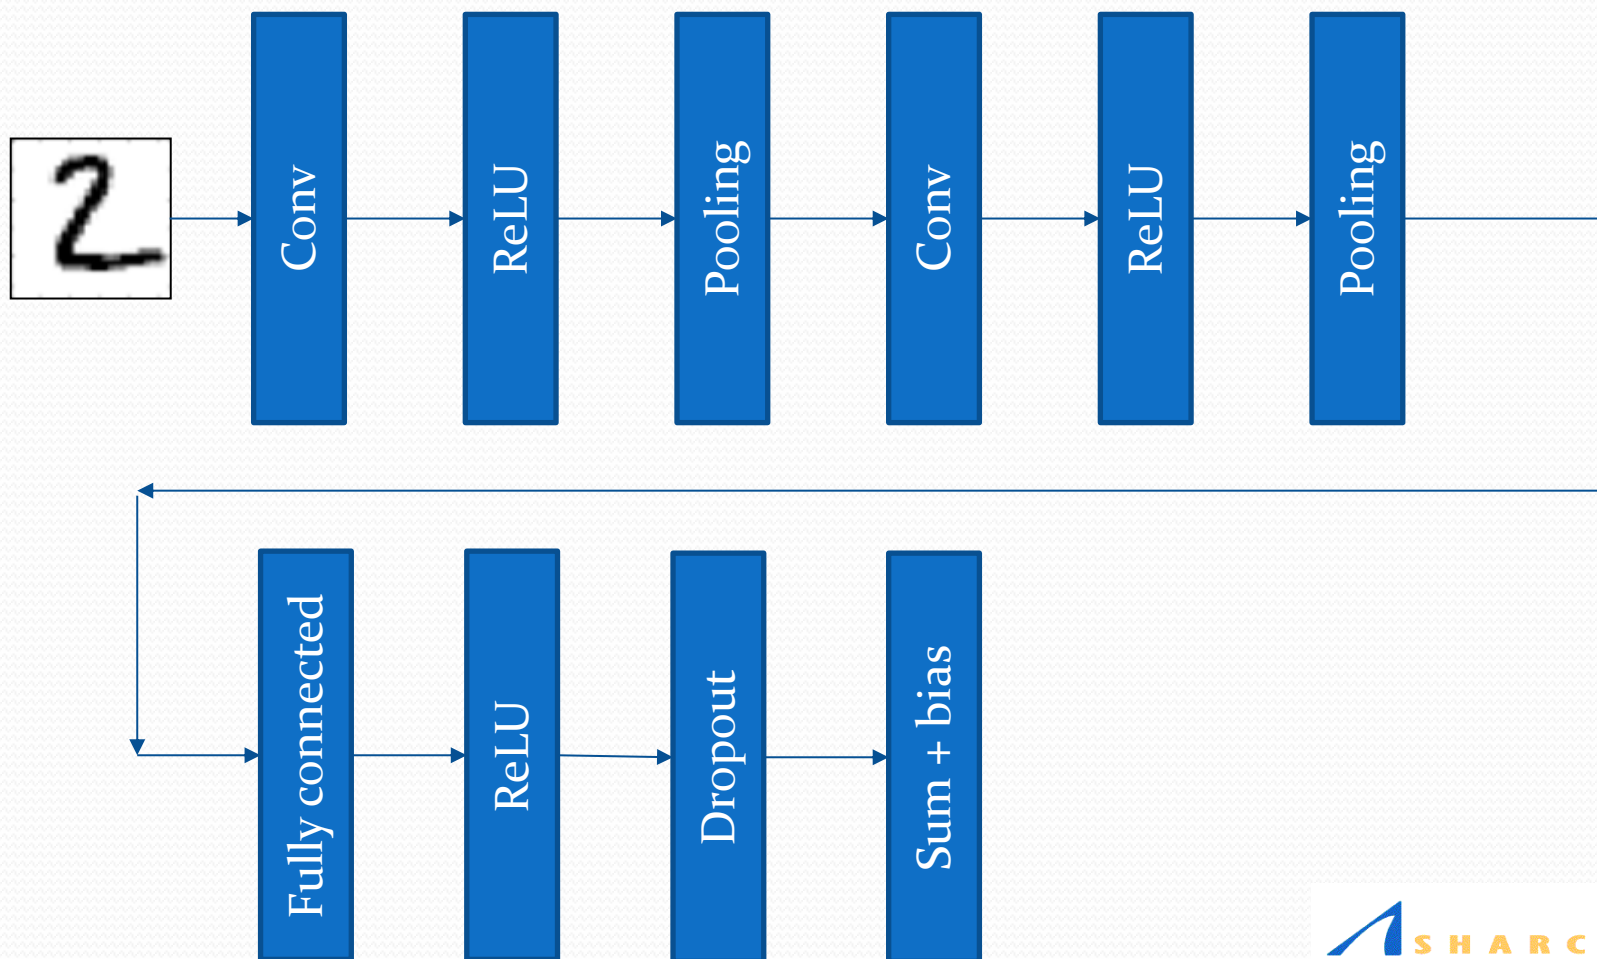 2
Conv
ReLU
Pooling
Conv
ReLU
Pooling
Fully connected
ReLU
Dropout
Sum + bias
SHARC